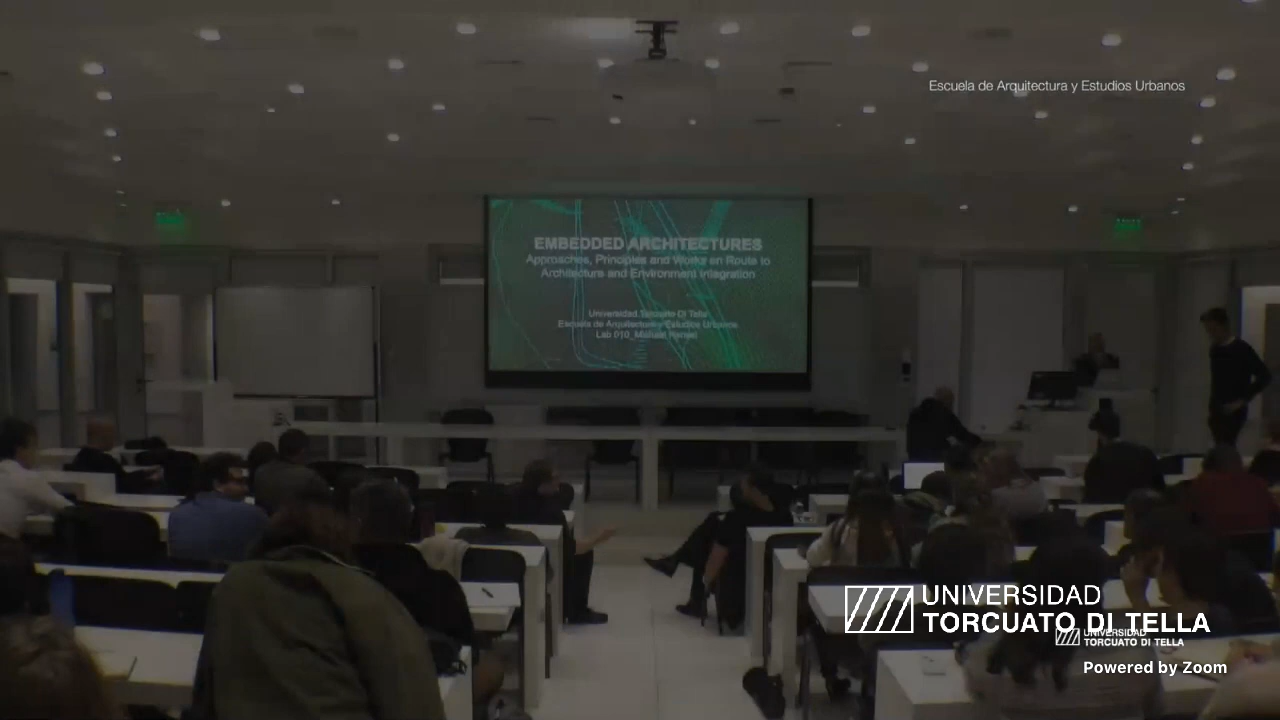 Escuela de Arquitectura y Estudios Urbanos
EMBEDDED ARCHITECTURES
Approaches, Principles and Works en Route to
Architecture and Environment Integration
Universidad Torcuato Di Tella
Escuela de Arquitectura y Estudios Urbanos
Lab 010_
UNIVERSIDAD
TORCUATO DI TELLA
UNIVERSIDAD
TORCUATO DI TELLA
Powered by Zoom